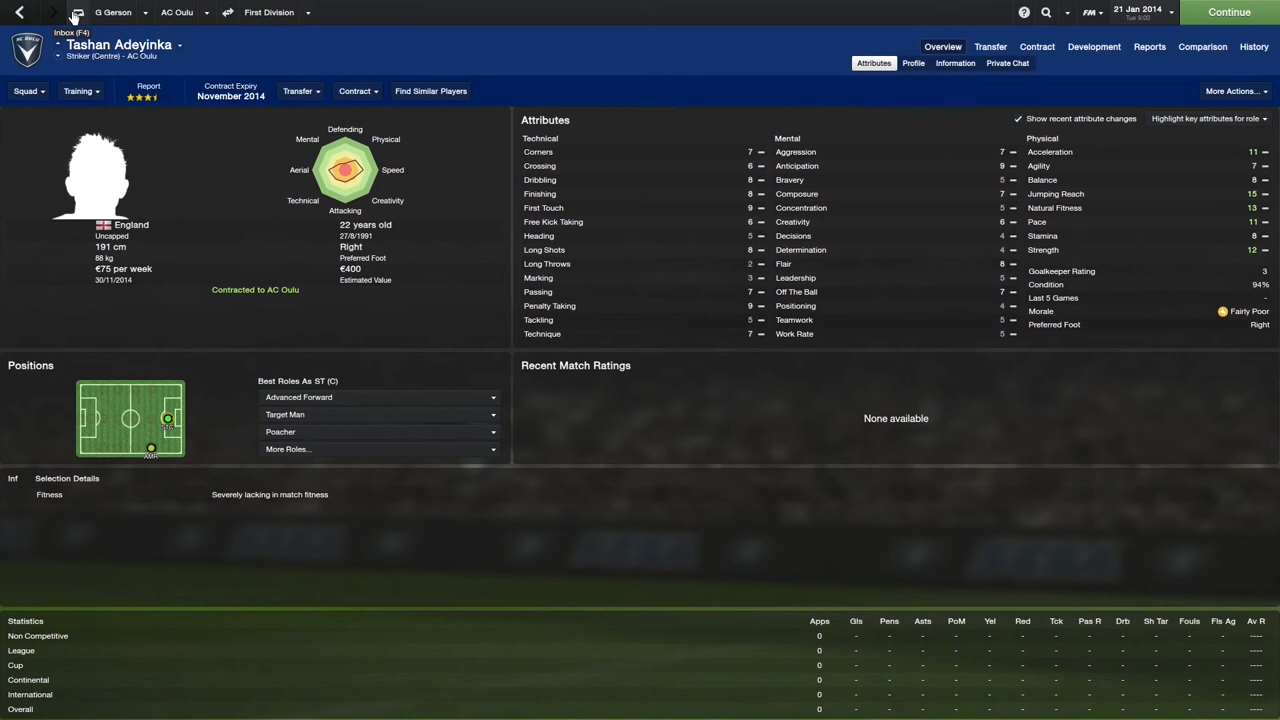 G Gerson AC Oulu First Division FM 21 Jan 2014 Tue 9:00 Continue
Inbox (F4)
AC OULU
Tashan Adeyinka
Striker (Centre) - AC Oulu
Overview Transfer Contract Development Reports Comparison History
Attributes Profile Information Private Chat
Squad Training Report Contract Expiry November 2014 Transfer Contract Find Similar Players More Actions...
Defending
Mental Physical
Aerial Speed
Technical Creativity
Attacking
England
Uncapped
191 cm
88 kg
€75 per week
30/11/2014
22 years old
27/8/1991
Right
Preferred Foot
€400
Estimated Value
Contracted to AC Oulu
Attributes Show recent attribute changes Highlight key attributes for role
Technical Mental Physical
Corners 7 Aggression 7 Acceleration 11
Crossing 6 Anticipation 9 Agility 7
Dribbling 8 Bravery 5 Balance 8
Finishing 8 Composure 7 Jumping Reach 15
First Touch 9 Concentration 5 Natural Fitness 13
Free Kick Taking 6 Creativity 6 Pace 11
Heading 5 Decisions 4 Stamina 8
Long Shots 8 Determination 4 Strength 12
Long Throws 2 Flair 8
Marking 3 Leadership 5
Passing 7 Off The Ball 7
Penalty Taking 9 Positioning 4
Tackling 5 Teamwork 5
Technique 7 Work Rate 5
Goalkeeper Rating 3
Condition 94%
Last 5 Games -
Morale Fairly Poor
Preferred Foot Right
Positions
STC
AMR
Best Roles As ST (C)
Advanced Forward
Target Man
Poacher
More Roles...
Recent Match Ratings
None available
Inf Selection Details
Fitness Severely lacking in match fitness
Statistics Apps Gls Pens Asts PoM Yel Red Tck Pas R Drb Sh Tar Fouls Fls Ag Av R
Non Competitive 0 - - - - - - - - - - - - ----
League 0 - - - - - - - - - - - - ----
Cup 0 - - - - - - - - - - - - ----
Continental 0 - - - - - - - - - - - - ----
International 0 - - - - - - - - - - - - ----
Overall 0 - - - - - - - - - - - - ----